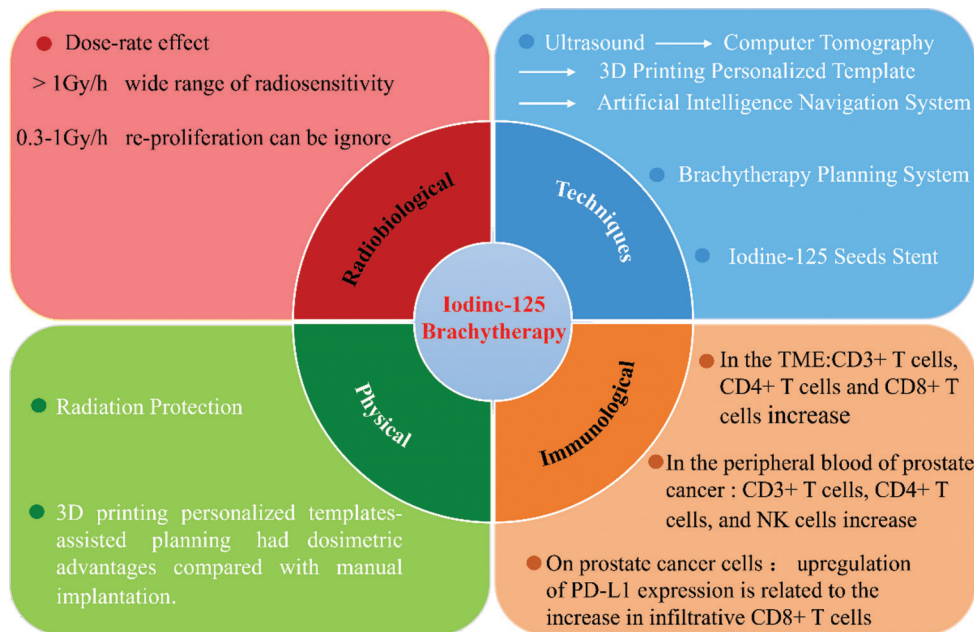 Dose-rate effect
> 1Gy/h wide range of radiosensitivity
0.3-1Gy/h re-proliferation can be ignore
Ultrasound → Computer Tomography
→ 3D Printing Personalized Template
→ Artificial Intelligence Navigation System
Brachytherapy Planning System
Iodine-125 Seeds Stent
Radiobiological
Techniques
Iodine-125
Brachytherapy
Physical
Immunological
Radiation Protection
3D printing personalized templates-
assisted planning had dosimetric
advantages compared with manual
implantation.
In the TME:CD3+ T cells,
CD4+ T cells and CD8+ T
cells increase
In the peripheral blood of prostate
cancer : CD3+ T cells, CD4+ T
cells, and NK cells increase
On prostate cancer cells : upregulation
of PD-L1 expression is related to the
increase in infiltrative CD8+ T cells